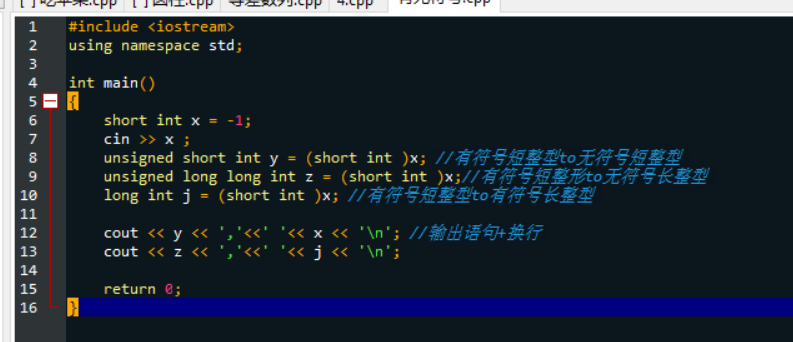 [*]吃苹果.cpp [*]圆柱.cpp 等差数列.cpp 4.cpp 有无符号.cpp
1 #include <iostream>
2 using namespace std;
3
4 int main()
5 {
6 short int x = -1;
7 cin >> x ;
8 unsigned short int y = (short int )x; //有符号短整型to无符号短整型
9 unsigned long long int z = (short int )x;//有符号短整形to无符号长整型
10 long int j = (short int )x; //有符号短整型to有符号长整型
11
12 cout << y << ','<<' '<< x << '\n'; //输出语句+换行
13 cout << z << ','<<' '<< j << '\n';
14
15 return 0;
16 }